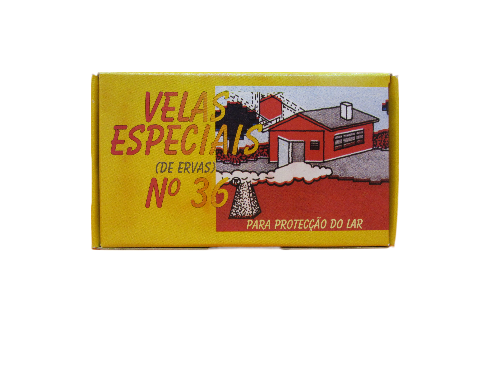 VELAS
ESPECIAIS
(DE ERVAS)
Nº 36
PARA PROTECÇÃO DO LAR